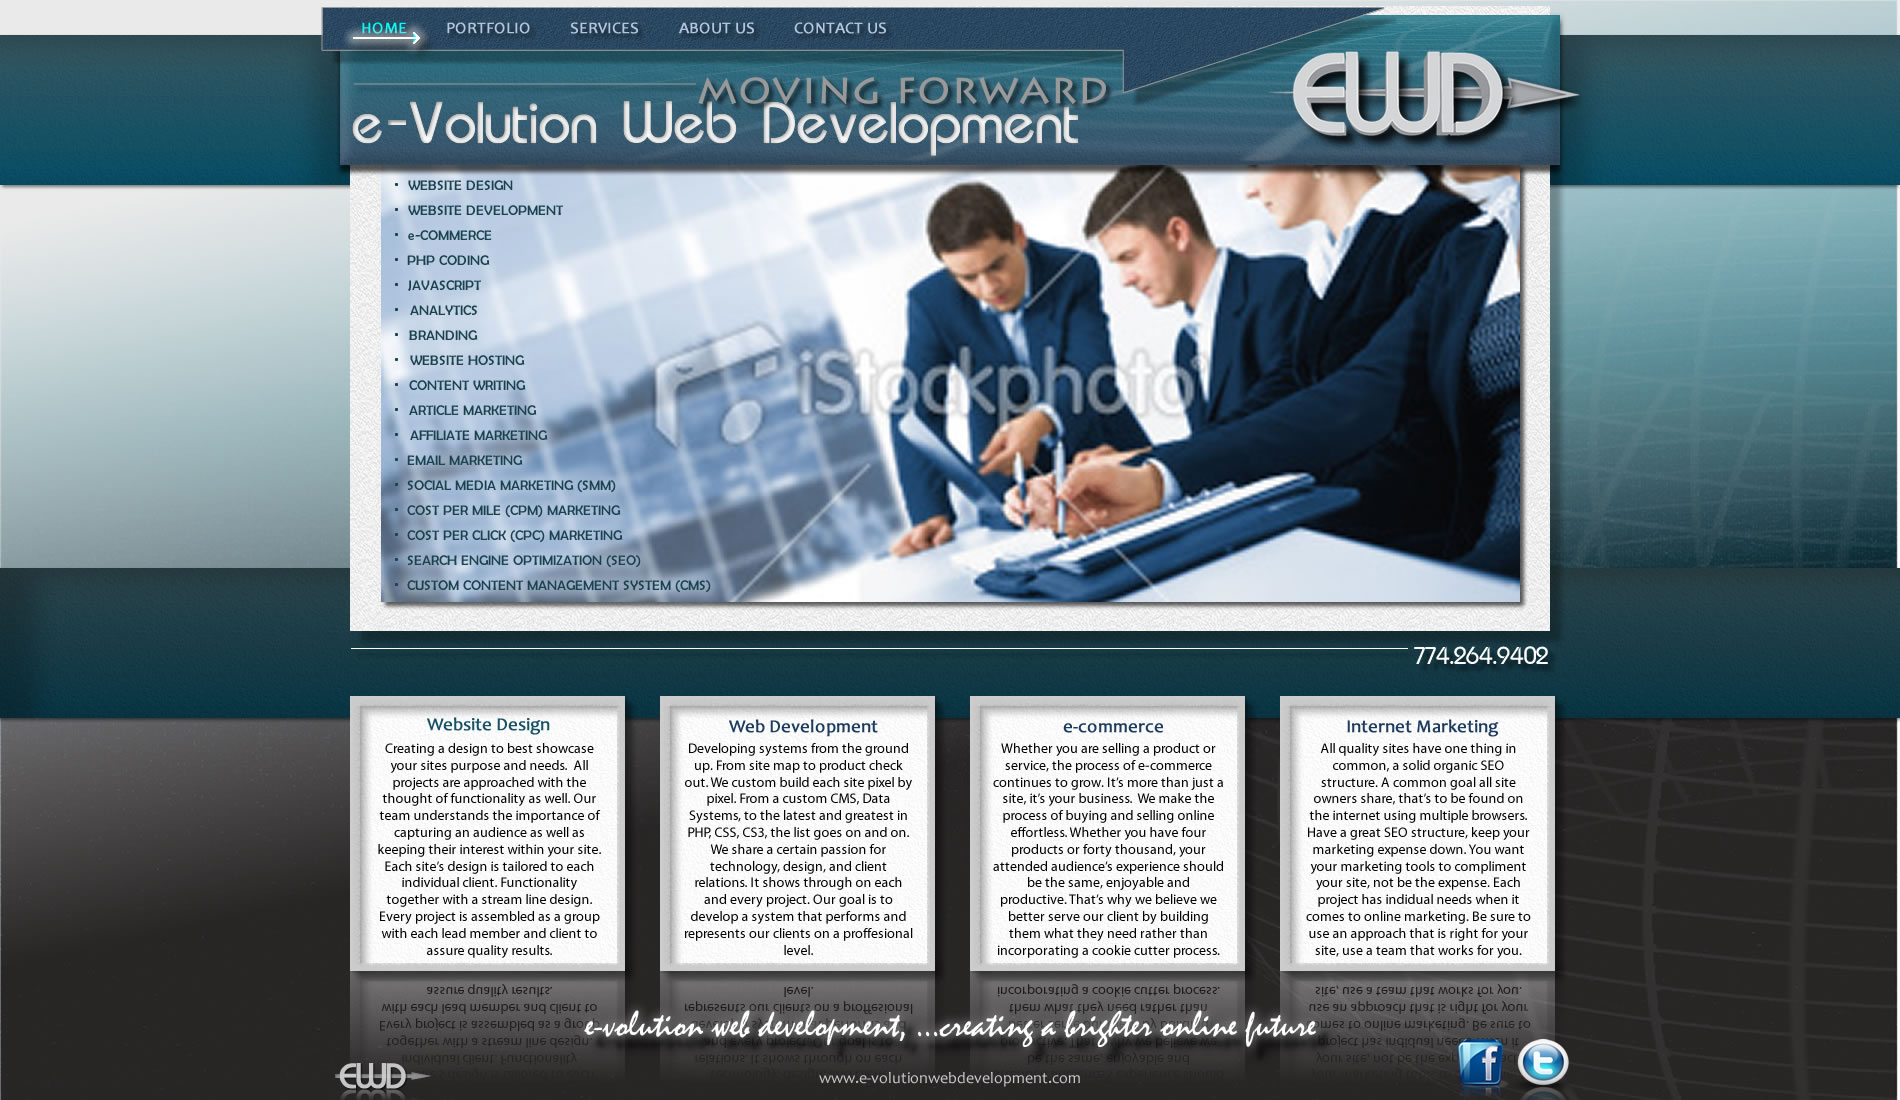 HOME PORTFOLIO SERVICES ABOUT US CONTACT US
MOVING FORWARD
e-Volution Web Development
EWD
• WEBSITE DESIGN
• WEBSITE DEVELOPMENT
• e-COMMERCE
• PHP CODING
• JAVASCRIPT
• ANALYTICS
• BRANDING
• WEBSITE HOSTING
• CONTENT WRITING
• ARTICLE MARKETING
• AFFILIATE MARKETING
• EMAIL MARKETING
• SOCIAL MEDIA MARKETING (SMM)
• COST PER MILE (CPM) MARKETING
• COST PER CLICK (CPC) MARKETING
• SEARCH ENGINE OPTIMIZATION (SEO)
• CUSTOM CONTENT MANAGEMENT SYSTEM (CMS)
iStockphoto
774.264.9402
Website Design
Creating a design to best showcase
your sites purpose and needs. All
projects are approached with the
thought of functionality as well. Our
team understands the importance of
capturing an audience as well as
keeping their interest within your site.
Each site's design is tailored to each
individual client. Functionality
together with a stream line design.
Every project is assembled as a group
with each lead member and client to
assure quality results.
Web Development
Developing systems from the ground
up. From site map to product check
out. We custom build each site pixel by
pixel. From a custom CMS, Data
Systems, to the latest and greatest in
PHP, CSS, CS3, the list goes on and on.
We share a certain passion for
technology, design, and client
relations. It shows through on each
and every project. Our goal is to
develop a system that performs and
represents our clients on a proffesional
level.
e-commerce
Whether you are selling a product or
service, the process of e-commerce
continues to grow. It's more than just a
site, it's your business. We make the
process of buying and selling online
effortless. Whether you have four
products or forty thousand, your
attended audience's experience should
be the same, enjoyable and
productive. That's why we believe we
better serve our client by building
them what they need rather than
incorporating a cookie cutter process.
Internet Marketing
All quality sites have one thing in
common, a solid organic SEO
structure. A common goal all site
owners share, that's to be found on
the internet using multiple browsers.
Have a great SEO structure, keep your
marketing expense down. You want
your marketing tools to compliment
your site, not be the expense. Each
project has indidual needs when it
comes to online marketing. Be sure to
use an approach that is right for your
site, use a team that works for you.
e-volution web development, ...creating a brighter online future
EWD
www.e-volutionwebdevelopment.com